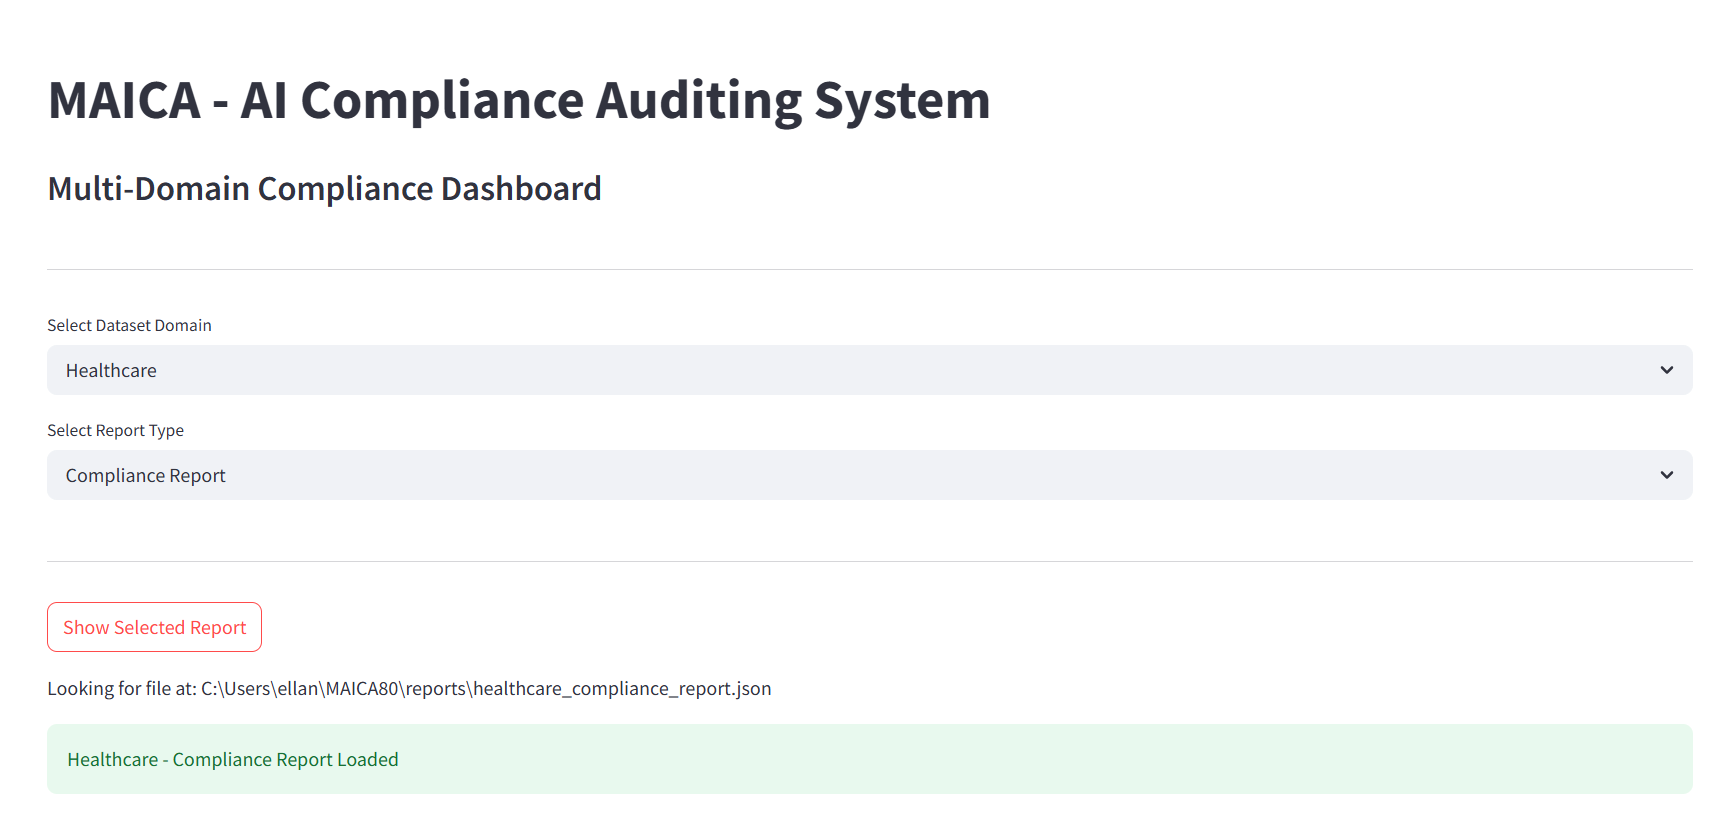 MAICA - AI Compliance Auditing System
Multi-Domain Compliance Dashboard
Select Dataset Domain
Healthcare
Select Report Type
Compliance Report
Show Selected Report
Looking for file at: C:\Users\ellan\MAICA80\reports\healthcare_compliance_report.json
Healthcare - Compliance Report Loaded